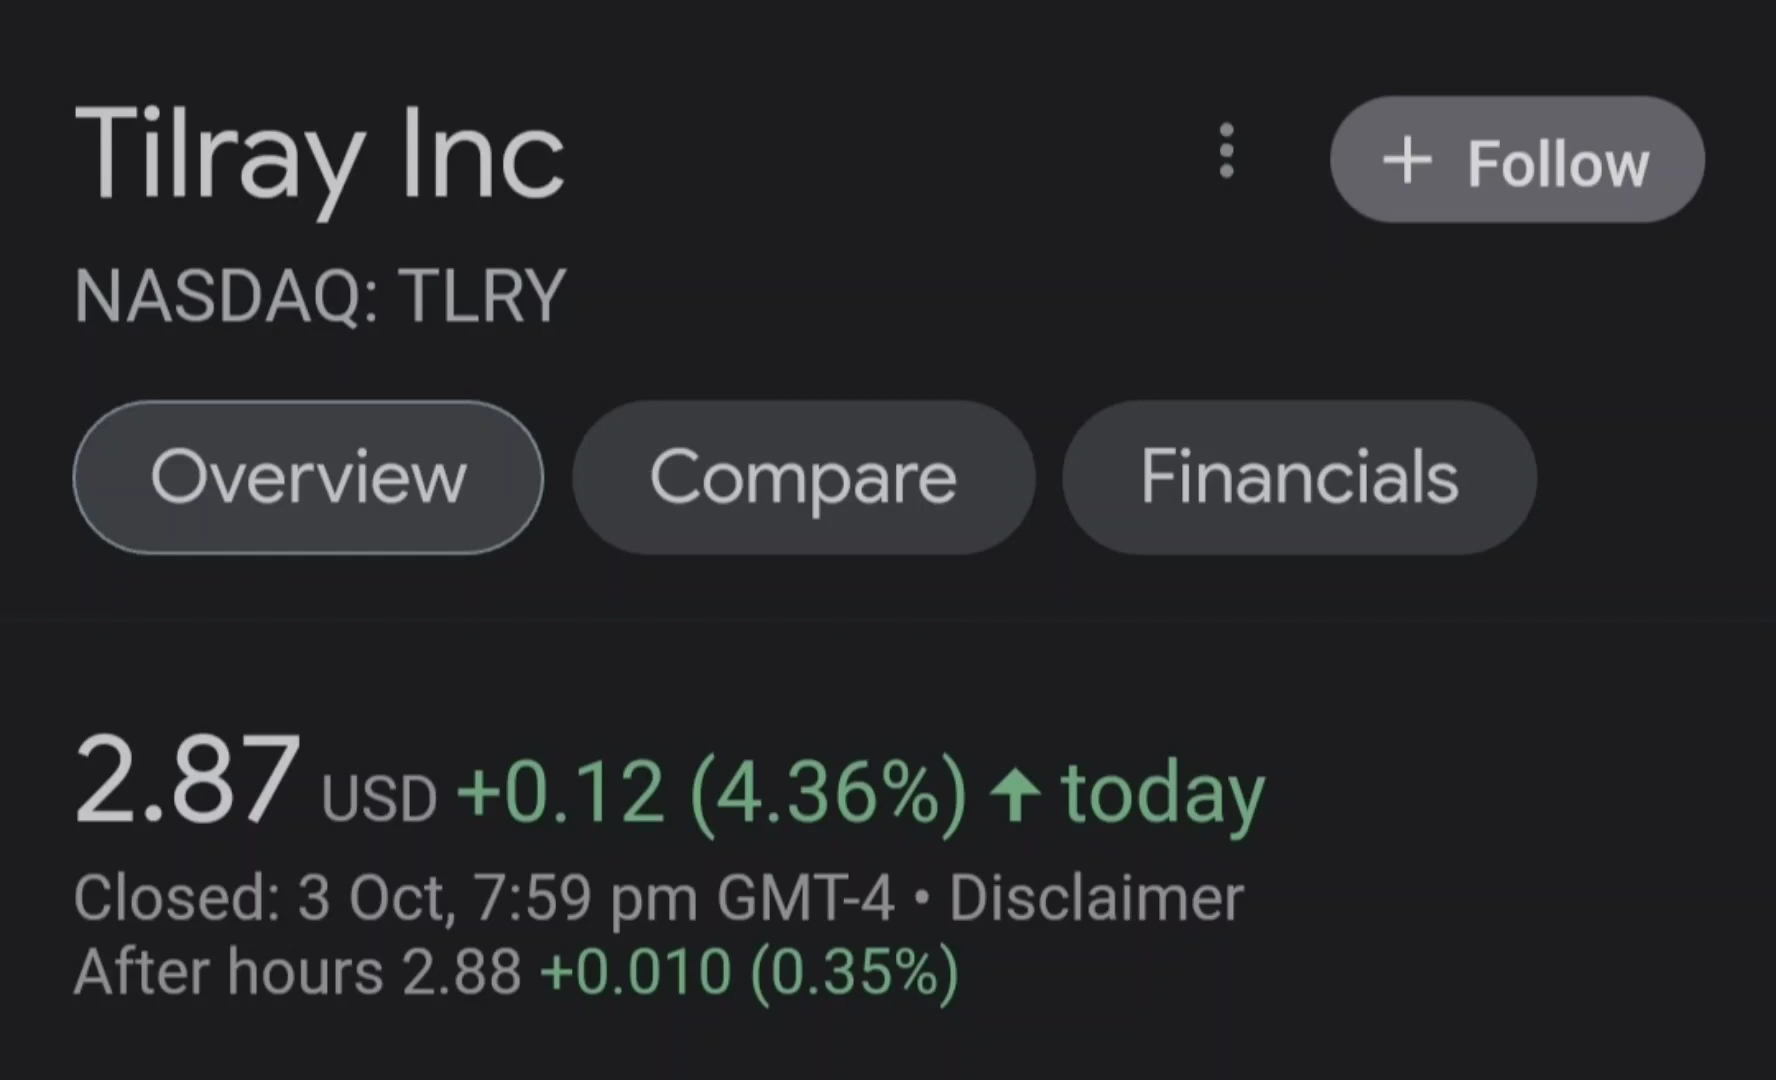 Tilray Inc
+ Follow
NASDAQ: TLRY
Overview
Compare
Financials
2.87 USD +0.12 (4.36%) ↑ today
Closed: 3 Oct, 7:59 pm GMT-4 • Disclaimer
After hours 2.88 +0.010 (0.35%)